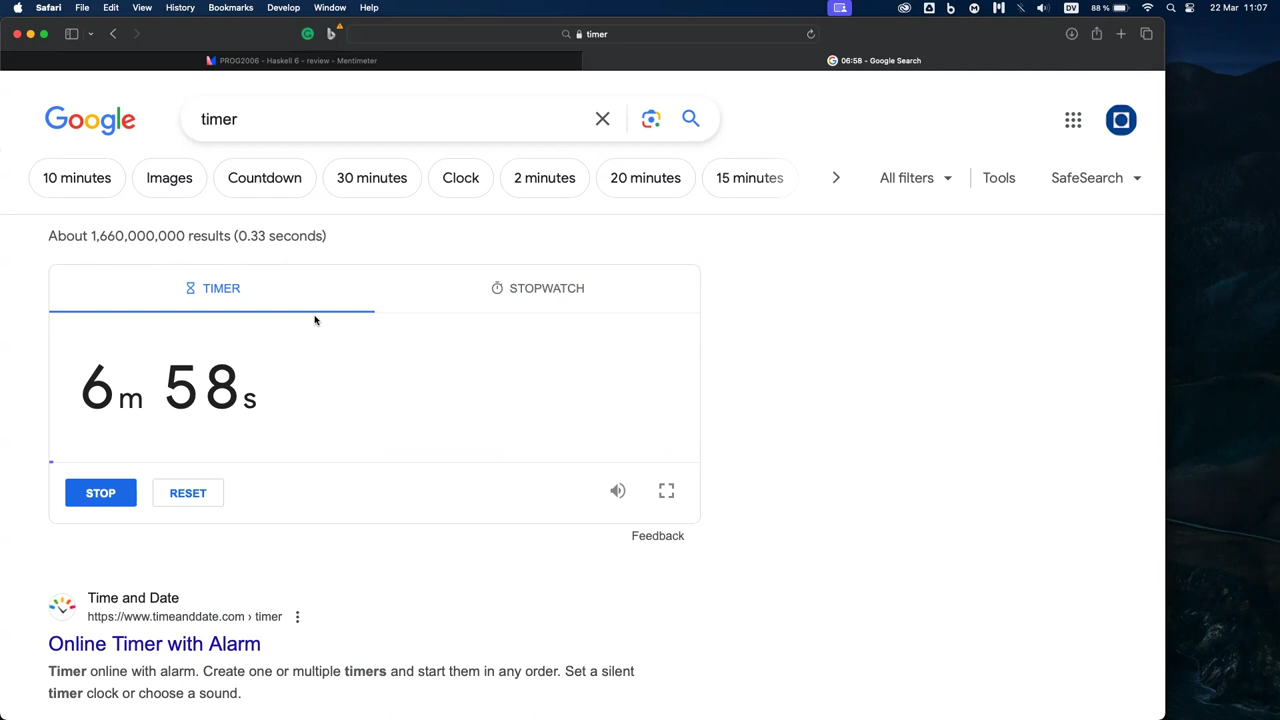 Safari File Edit View History Bookmarks Develop Window Help DV 88 % 22 Mar 11:07
timer
PROG2006 - Haskell 6 - review - Mentimeter
06:58 - Google Search
Google
timer
10 minutes Images Countdown 30 minutes Clock 2 minutes 20 minutes 15 minutes All filters Tools SafeSearch
About 1,660,000,000 results (0.33 seconds)
TIMER STOPWATCH
6m 58s
STOP RESET
Feedback
Time and Date
https://www.timeanddate.com › timer
Online Timer with Alarm
Timer online with alarm. Create one or multiple timers and start them in any order. Set a silent
timer clock or choose a sound.